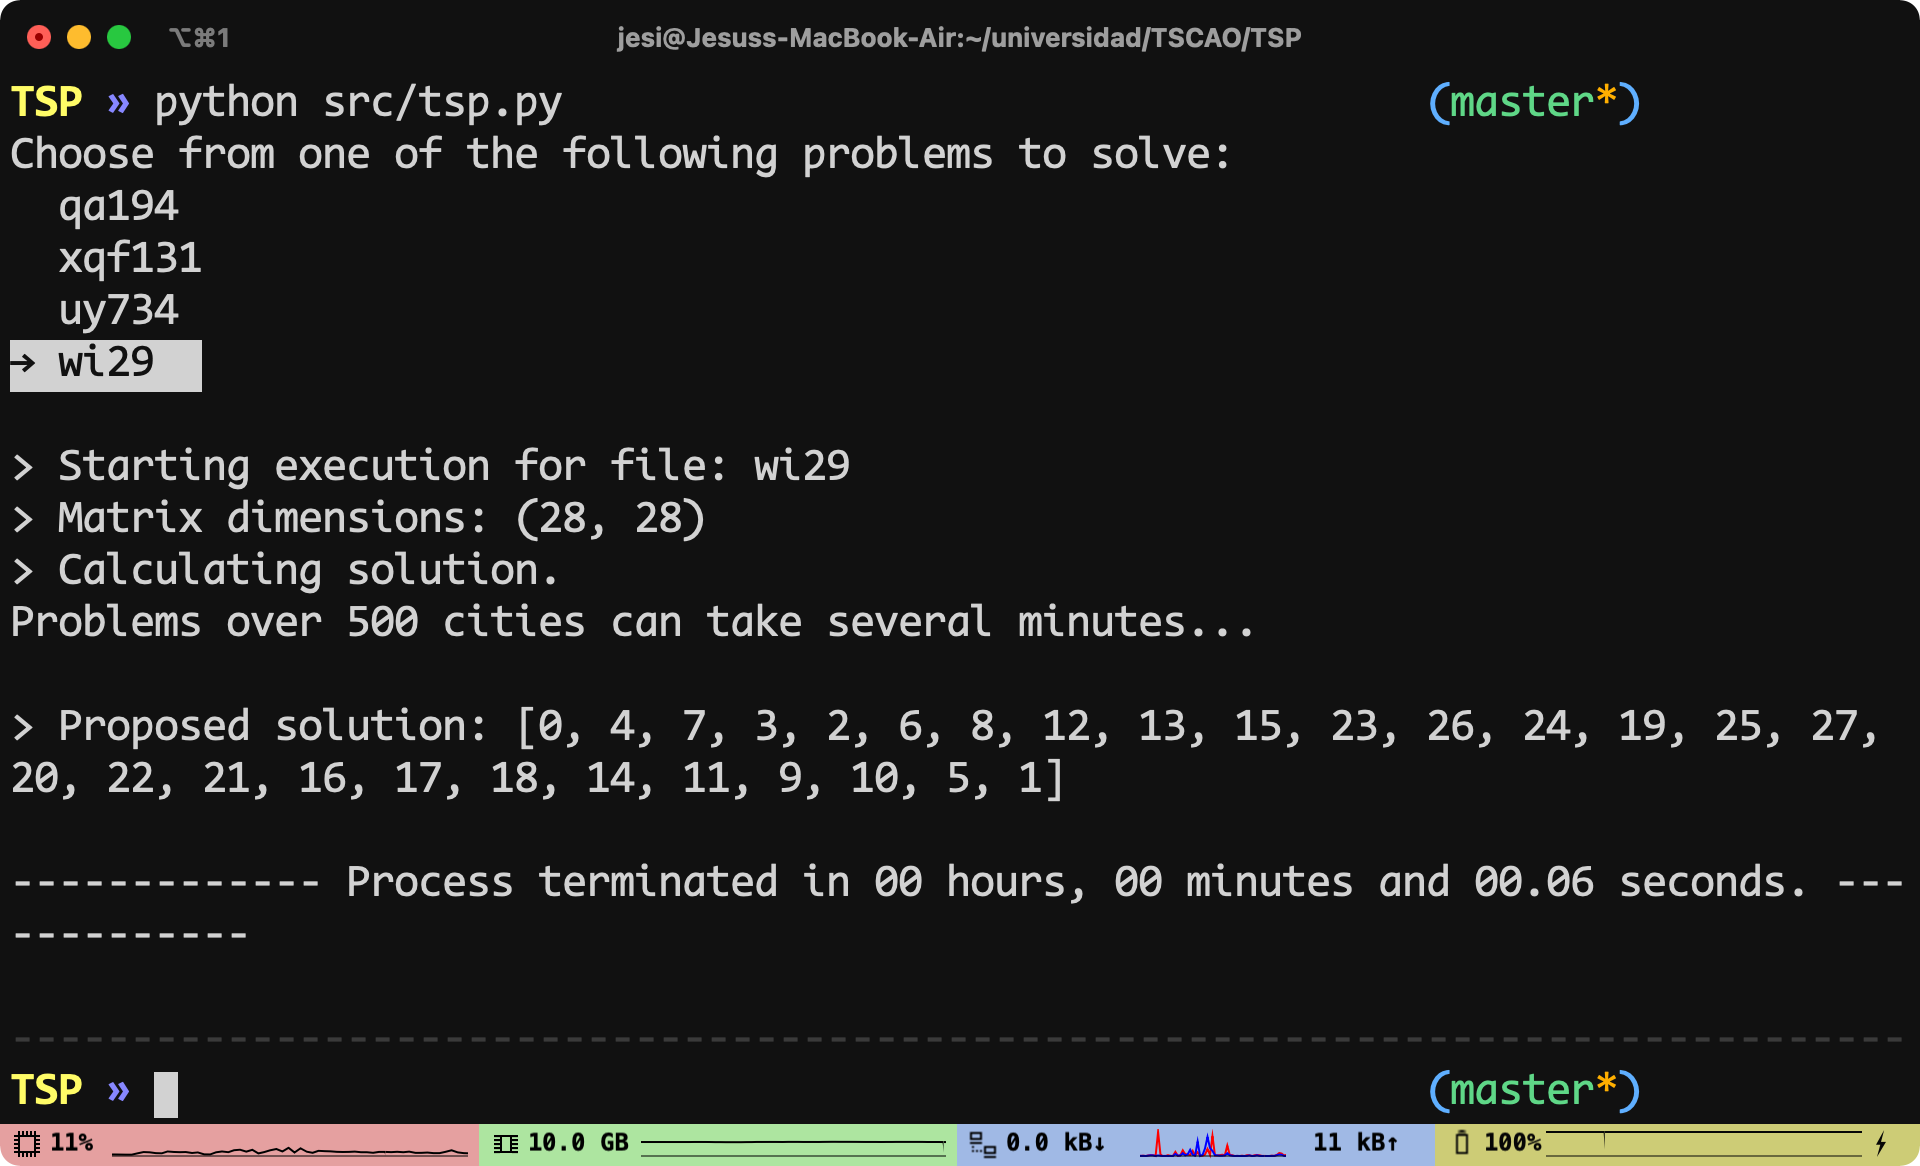 ⌥⌘1 jesi@Jesuss-MacBook-Air:~/universidad/TSCAO/TSP
TSP » python src/tsp.py (master*)
Choose from one of the following problems to solve:
qa194
xqf131
uy734
→ wi29
> Starting execution for file: wi29
> Matrix dimensions: (28, 28)
> Calculating solution.
Problems over 500 cities can take several minutes...
> Proposed solution: [0, 4, 7, 3, 2, 6, 8, 12, 13, 15, 23, 26, 24, 19, 25, 27,
20, 22, 21, 16, 17, 18, 14, 11, 9, 10, 5, 1]
------------- Process terminated in 00 hours, 00 minutes and 00.06 seconds. ---
----------
TSP » (master*)
11% 10.0 GB 0.0 kB↓ 11 kB↑ 100%